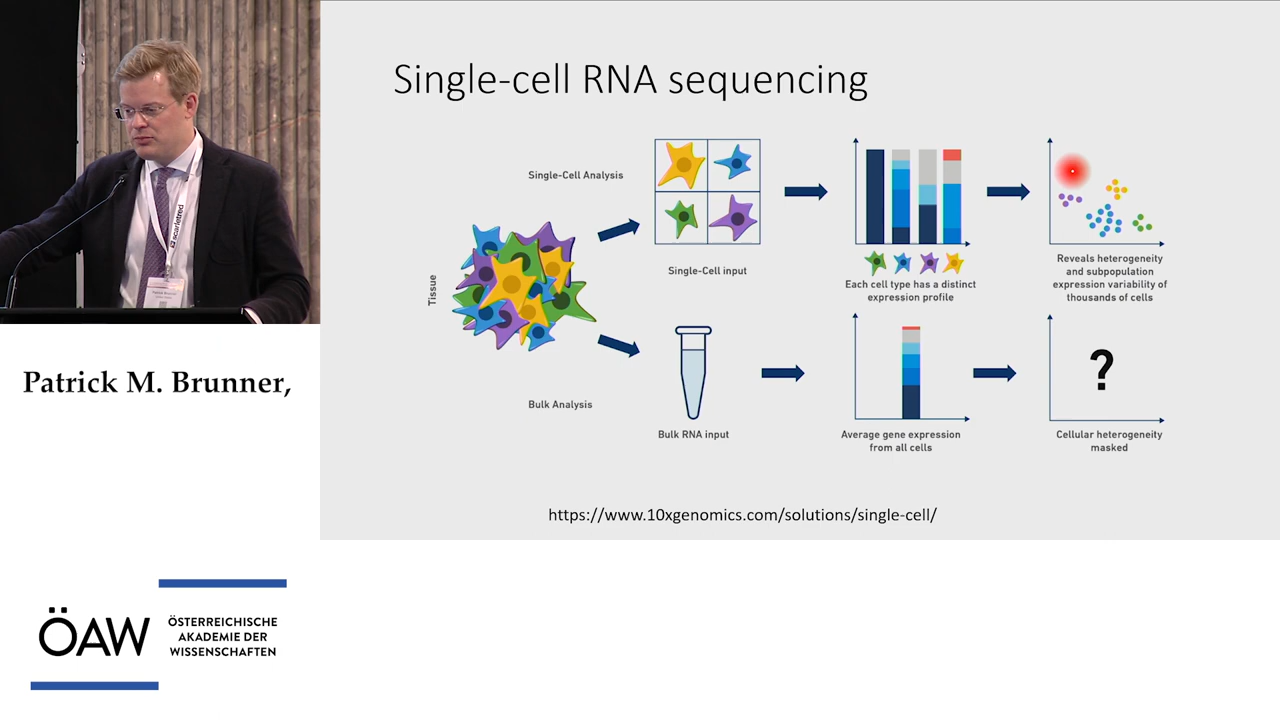 Single-cell RNA sequencing
Single-Cell Analysis
Tissue
Single-Cell input
Each cell type has a distinct
expression profile
Reveals heterogeneity
and subpopulation
expression variability of
thousands of cells
Bulk Analysis
Bulk RNA input
Average gene expression
from all cells
?
Cellular heterogeneity
masked
https://www.10xgenomics.com/solutions/single-cell/
scarletred
Patrick M. Brunner,
ÖAW
ÖSTERREICHISCHE
AKADEMIE DER
WISSENSCHAFTEN